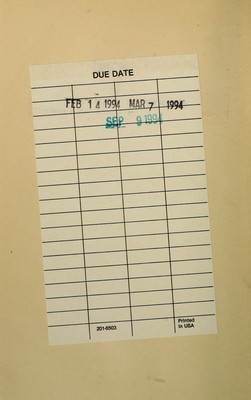 DUE DATE
FEB 14 1994 MAR 7 1994
SEP 9 1994
201-6503 Printed
in USA